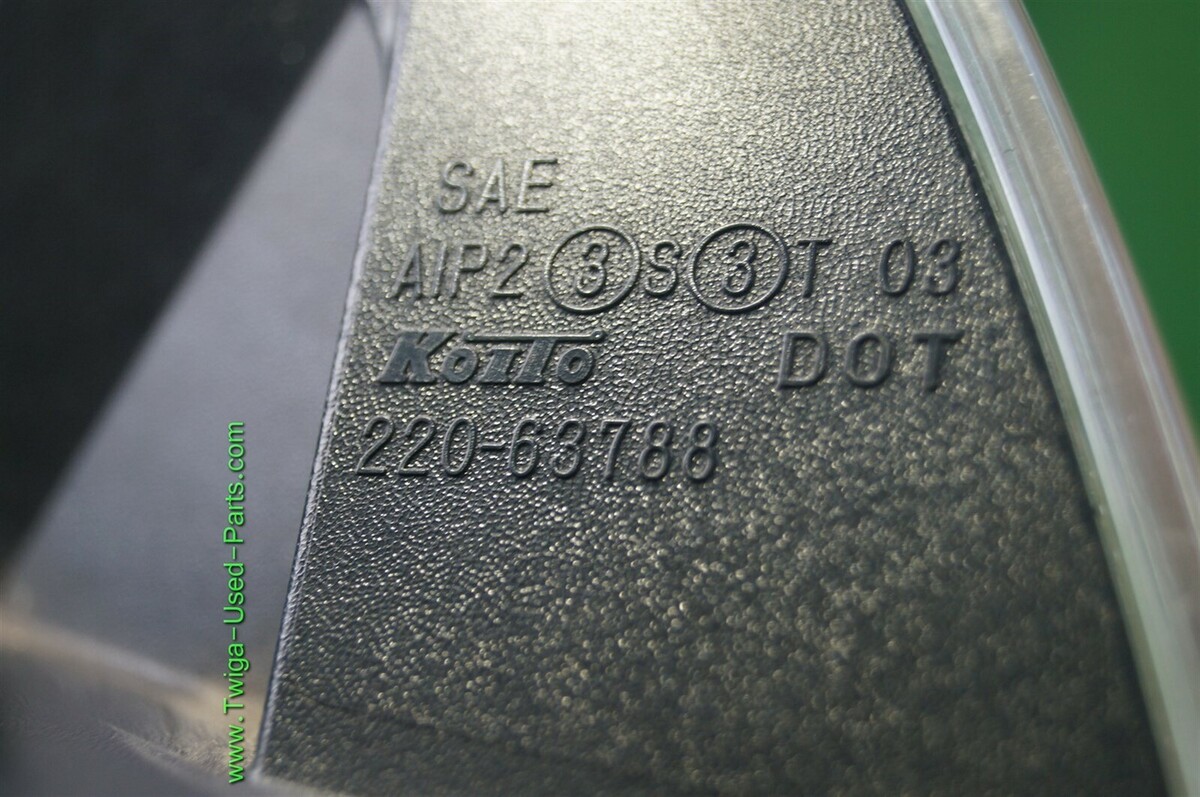 SAE
AIP2 ③ S ③ T 03
KOITO DOT
220-63788
www.Twiga-Used-Parts.com